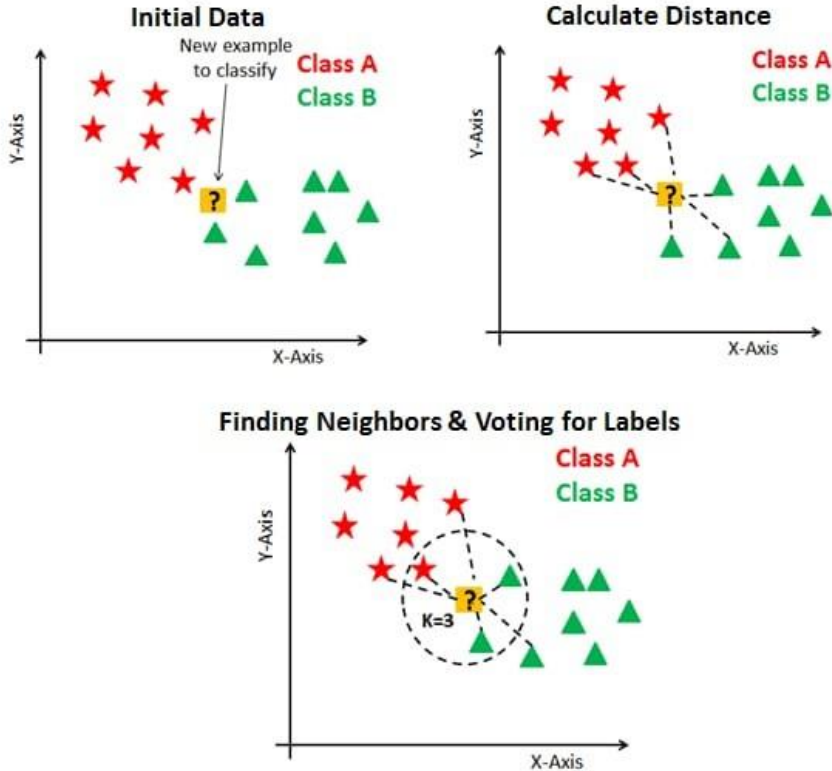 Initial Data
New example
to classify
Class A
Class B
Y-Axis
?
X-Axis
Calculate Distance
Class A
Class B
Y-Axis
?
X-Axis
Finding Neighbors & Voting for Labels
Class A
Class B
Y-Axis
?
K=3
X-Axis